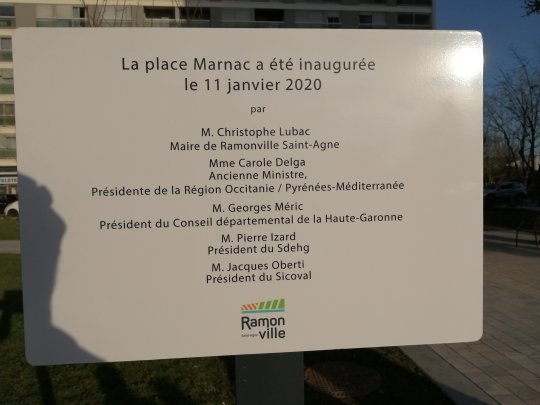 La place Marnac a été inaugurée
le 11 janvier 2020
par
M. Christophe Lubac
Maire de Ramonville Saint-Agne
Mme Carole Delga
Ancienne Ministre,
Présidente de la Région Occitanie / Pyrénées-Méditerranée
M. Georges Méric
Président du Conseil départemental de la Haute-Garonne
M. Pierre Izard
Président du Sdehg
M. Jacques Oberti
Président du Sicoval
Ramon
ville